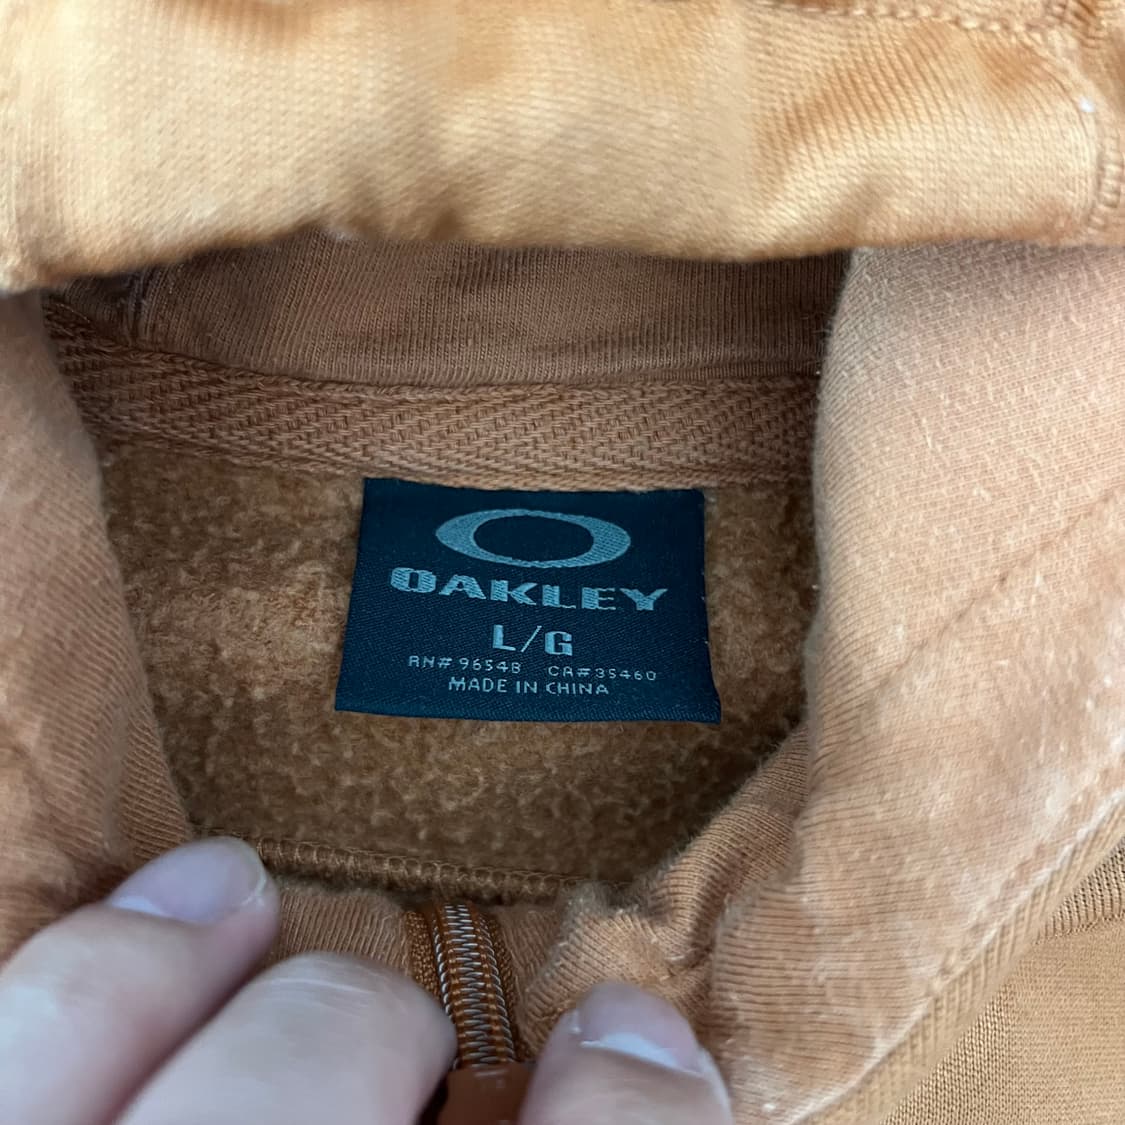 OAKLEY
L/G
RN# 96548 CA#35460
MADE IN CHINA